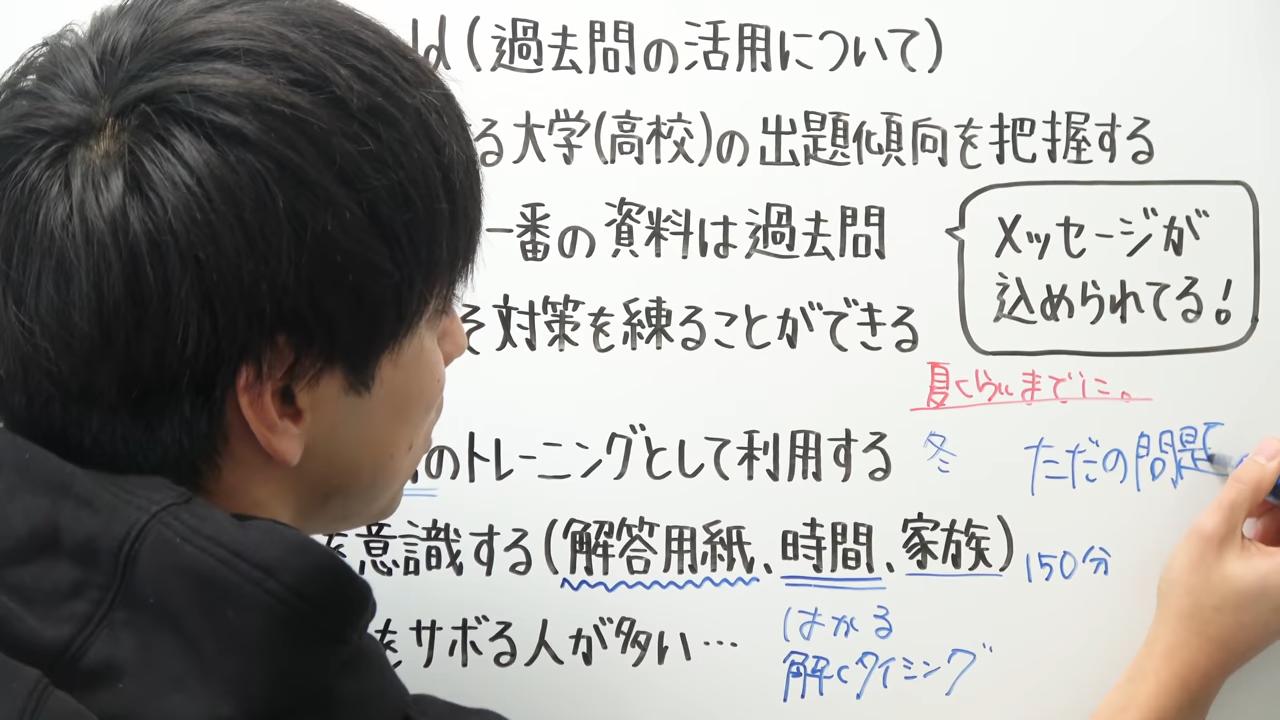 (過去問の活用について)
る大学(高校)の出題傾向を把握する
一番の資料は過去問
メッセージが
込められてる!
そ対策を練ることができる
夏くらいまでに。
のトレーニングとして利用する
冬
ただの問題
を意識する(解答用紙、時間、家族)
150分
をサボる人が多い…
はかる
解くタイミング